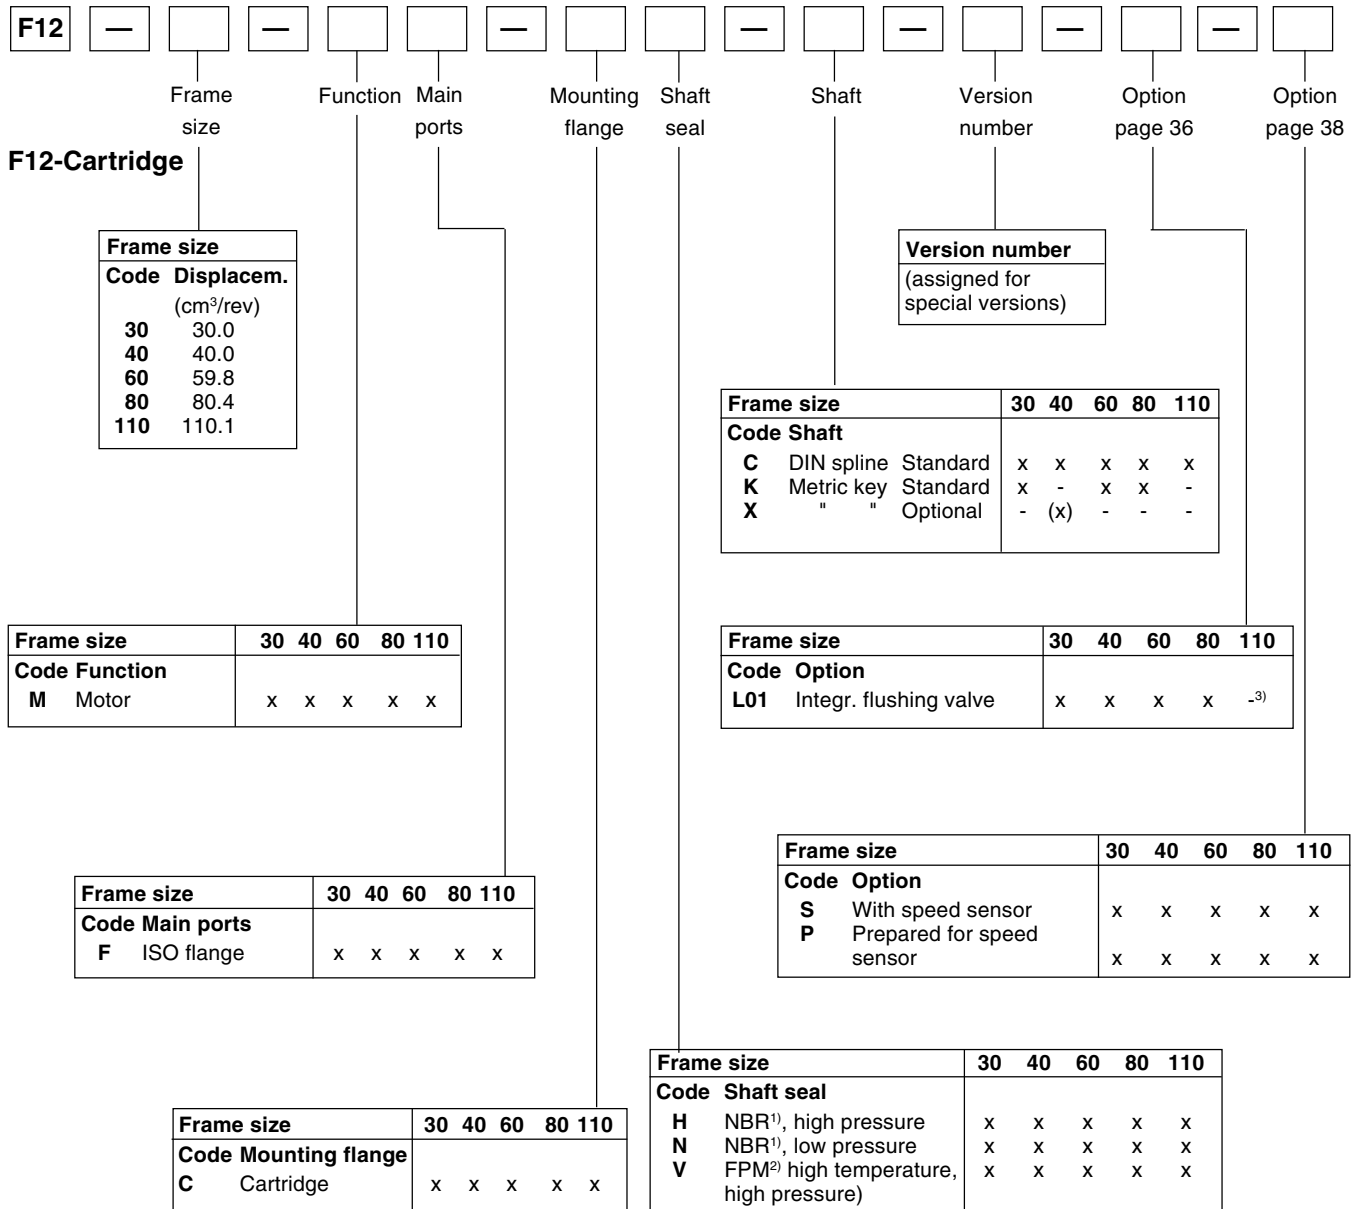 F12 — — — — — — —
Frame size
Function
Main ports
Mounting flange
Shaft seal
Shaft
Version number
Option page 36
Option page 38
F12-Cartridge
Frame size
Code Displacem.
(cm³/rev)
30 30.0
40 40.0
60 59.8
80 80.4
110 110.1
Version number
(assigned for
special versions)
Frame size 30 40 60 80 110
Code Shaft
C DIN spline Standard x x x x x
K Metric key Standard x - x x -
X " " Optional - (x) - - -
Frame size 30 40 60 80 110
Code Function
M Motor x x x x x
Frame size 30 40 60 80 110
Code Option
L01 Integr. flushing valve x x x x -3)
Frame size 30 40 60 80 110
Code Main ports
F ISO flange x x x x x
Frame size 30 40 60 80 110
Code Option
S With speed sensor x x x x x
P Prepared for speed
sensor x x x x x
Frame size 30 40 60 80 110
Code Mounting flange
C Cartridge x x x x x
Frame size 30 40 60 80 110
Code Shaft seal
H NBR1), high pressure x x x x x
N NBR1), low pressure x x x x x
V FPM2) high temperature, x x x x x
high pressure)